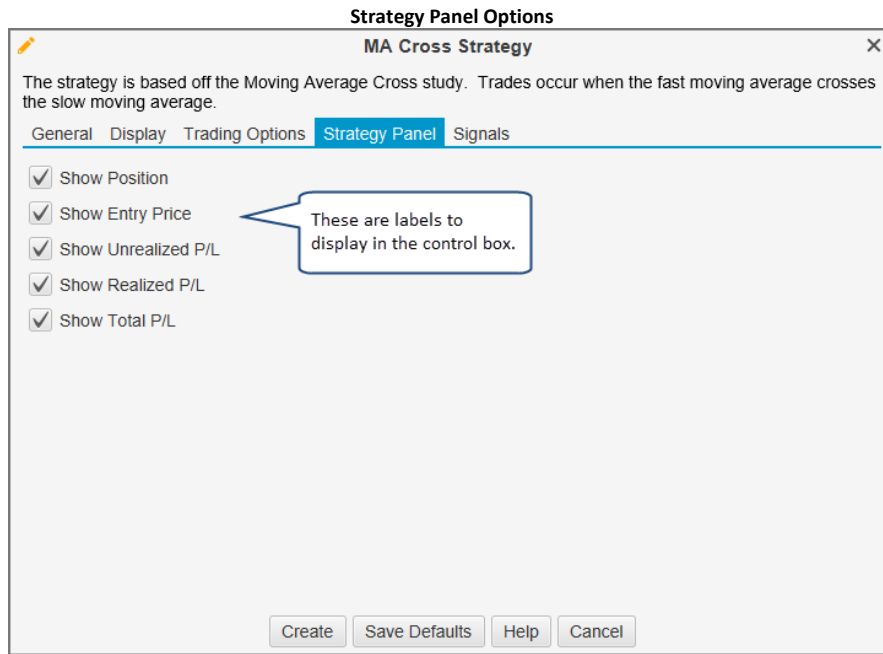 Strategy Panel Options
MA Cross Strategy
The strategy is based off the Moving Average Cross study.  Trades occur when the fast moving average crosses
the slow moving average.
General Display Trading Options Strategy Panel Signals
Show Position
Show Entry Price
Show Unrealized P/L
Show Realized P/L
Show Total P/L
These are labels to
display in the control box.
Create Save Defaults Help Cancel